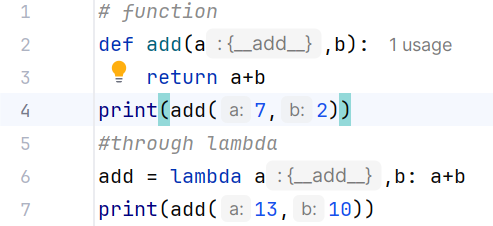 1 # function
2 def add(a :{__add__} ,b): 1 usage
3 return a+b
4 print(add( a: 7, b: 2))
5 #through lambda
6 add = lambda a :{__add__} ,b: a+b
7 print(add( a: 13, b: 10))